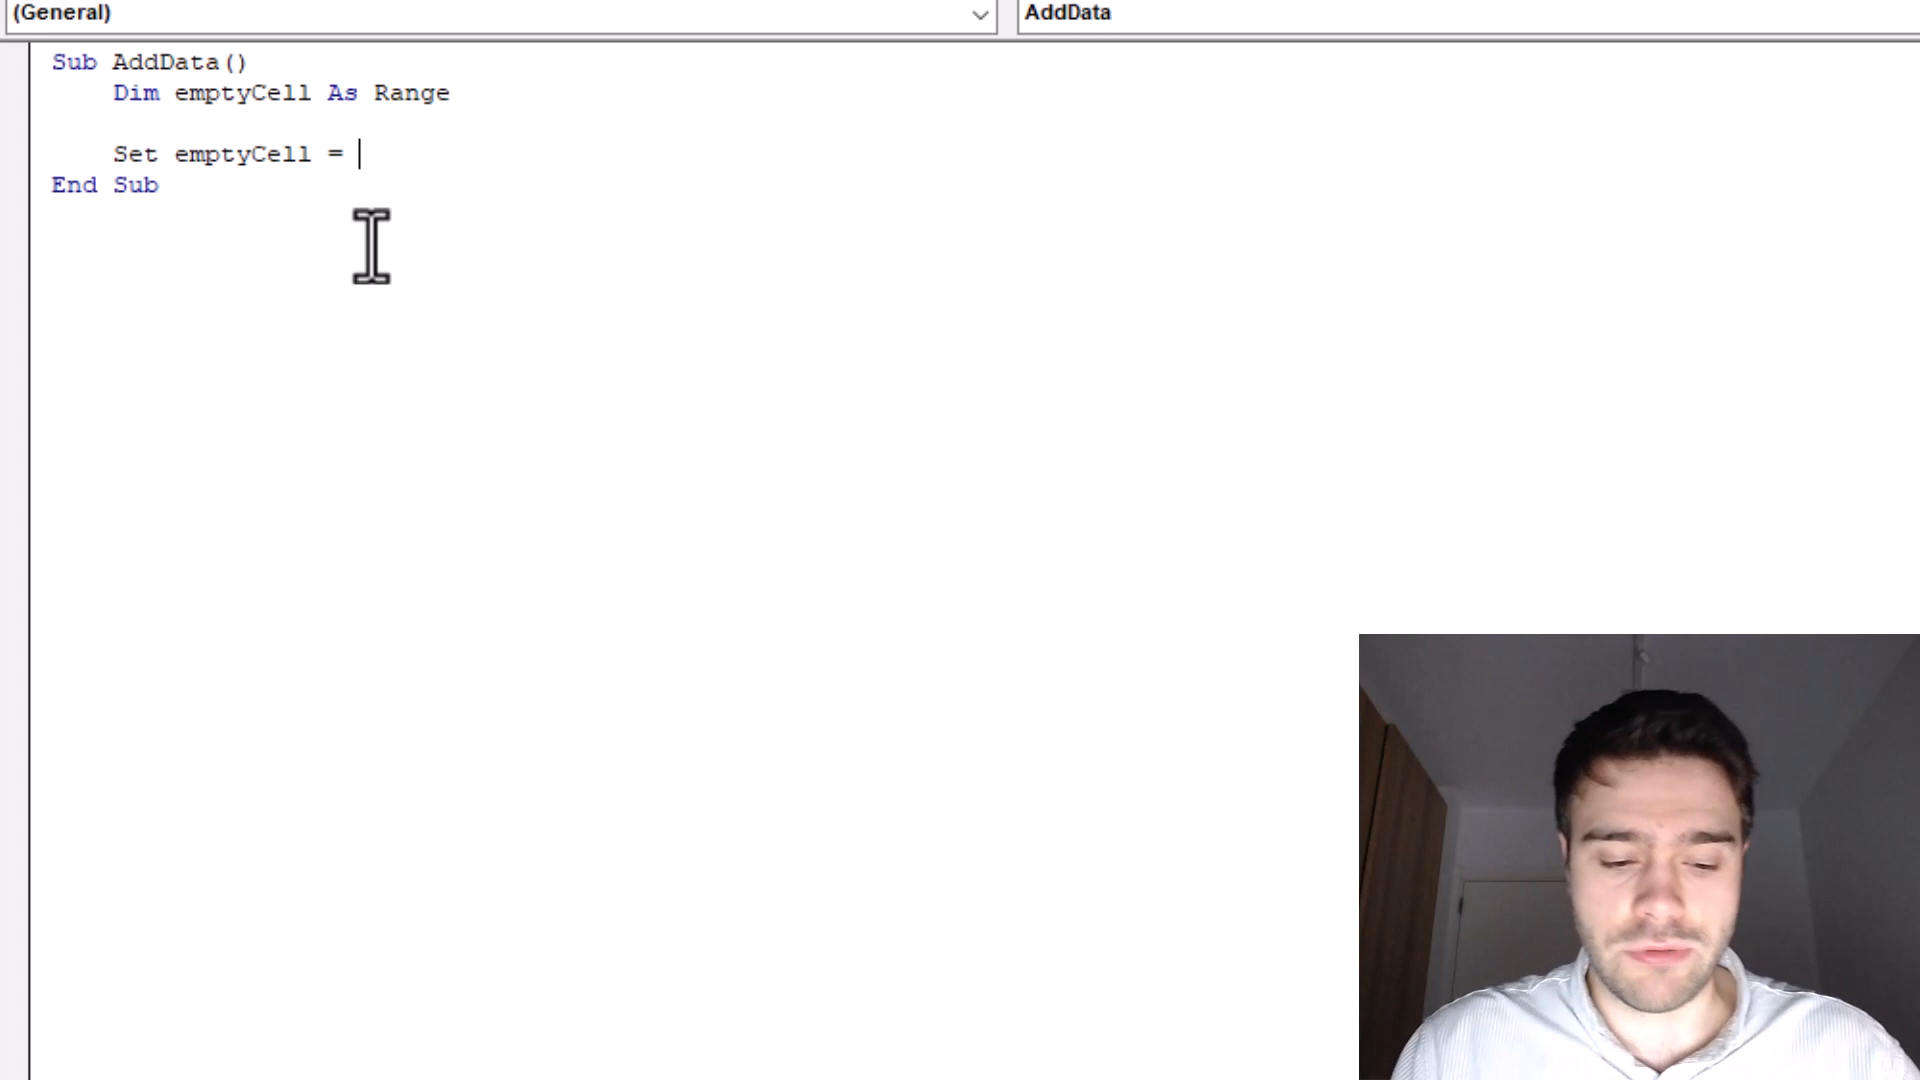 (General)
AddData
Sub AddData()
Dim emptyCell As Range
Set emptyCell =
End Sub